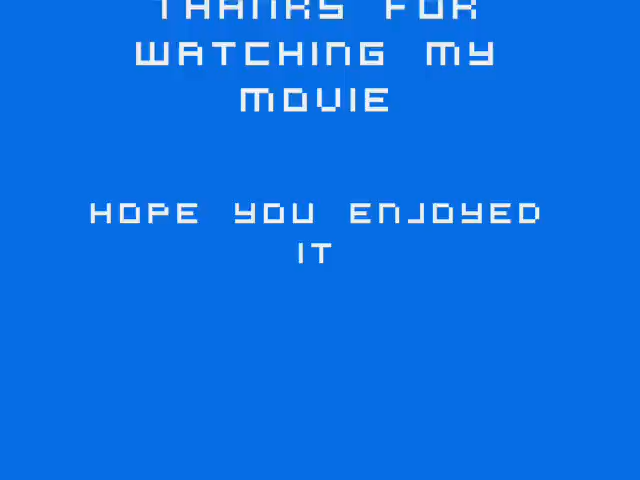 THANKS FOR
WATCHING MY
MOVIE
HOPE YOU ENJOYED
IT